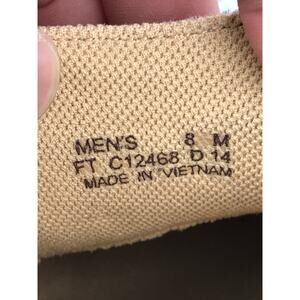 MEN'S 8 M
FT C12468 D 14
MADE IN VIETNAM